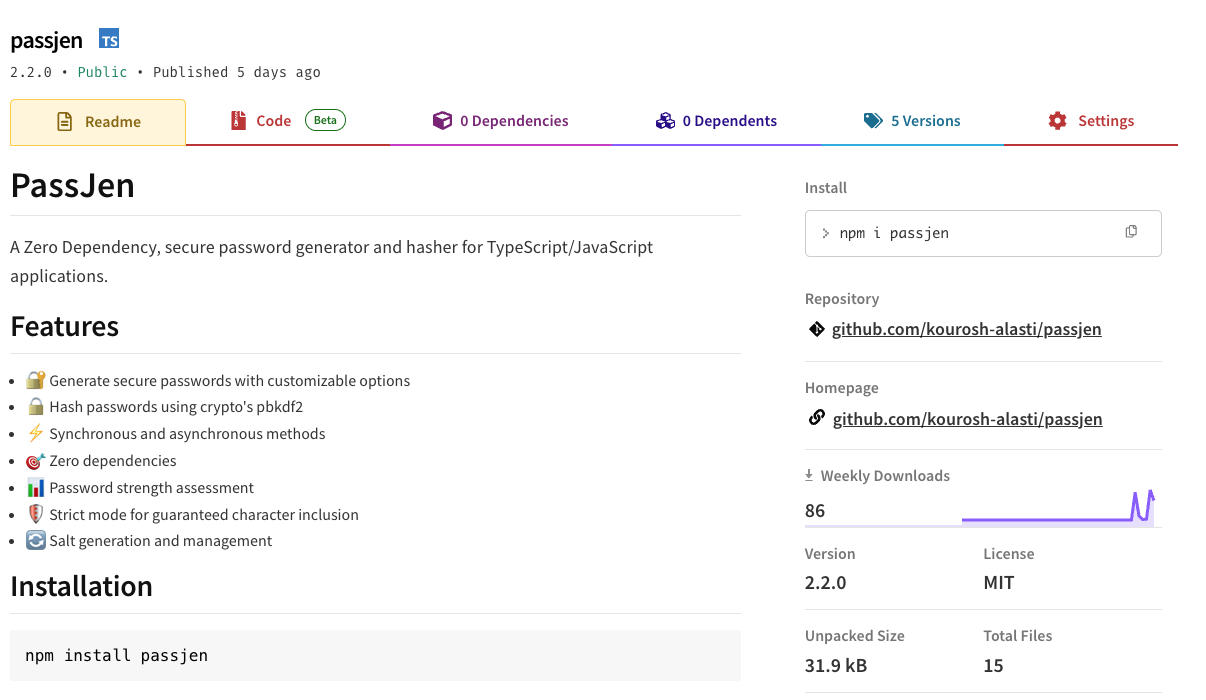 passjen TS
2.2.0 • Public • Published 5 days ago
Readme
Code Beta
0 Dependencies
0 Dependents
5 Versions
Settings
PassJen
A Zero Dependency, secure password generator and hasher for TypeScript/JavaScript
applications.
Features
• 🔐 Generate secure passwords with customizable options
• 🔒 Hash passwords using crypto's pbkdf2
• ⚡ Synchronous and asynchronous methods
• 🎯 Zero dependencies
• 📊 Password strength assessment
• 🛡️ Strict mode for guaranteed character inclusion
• 🔄 Salt generation and management
Installation
npm install passjen
Install
> npm i passjen
Repository
github.com/kourosh-alasti/passjen
Homepage
github.com/kourosh-alasti/passjen
Weekly Downloads
86
Version
2.2.0
License
MIT
Unpacked Size
31.9 kB
Total Files
15